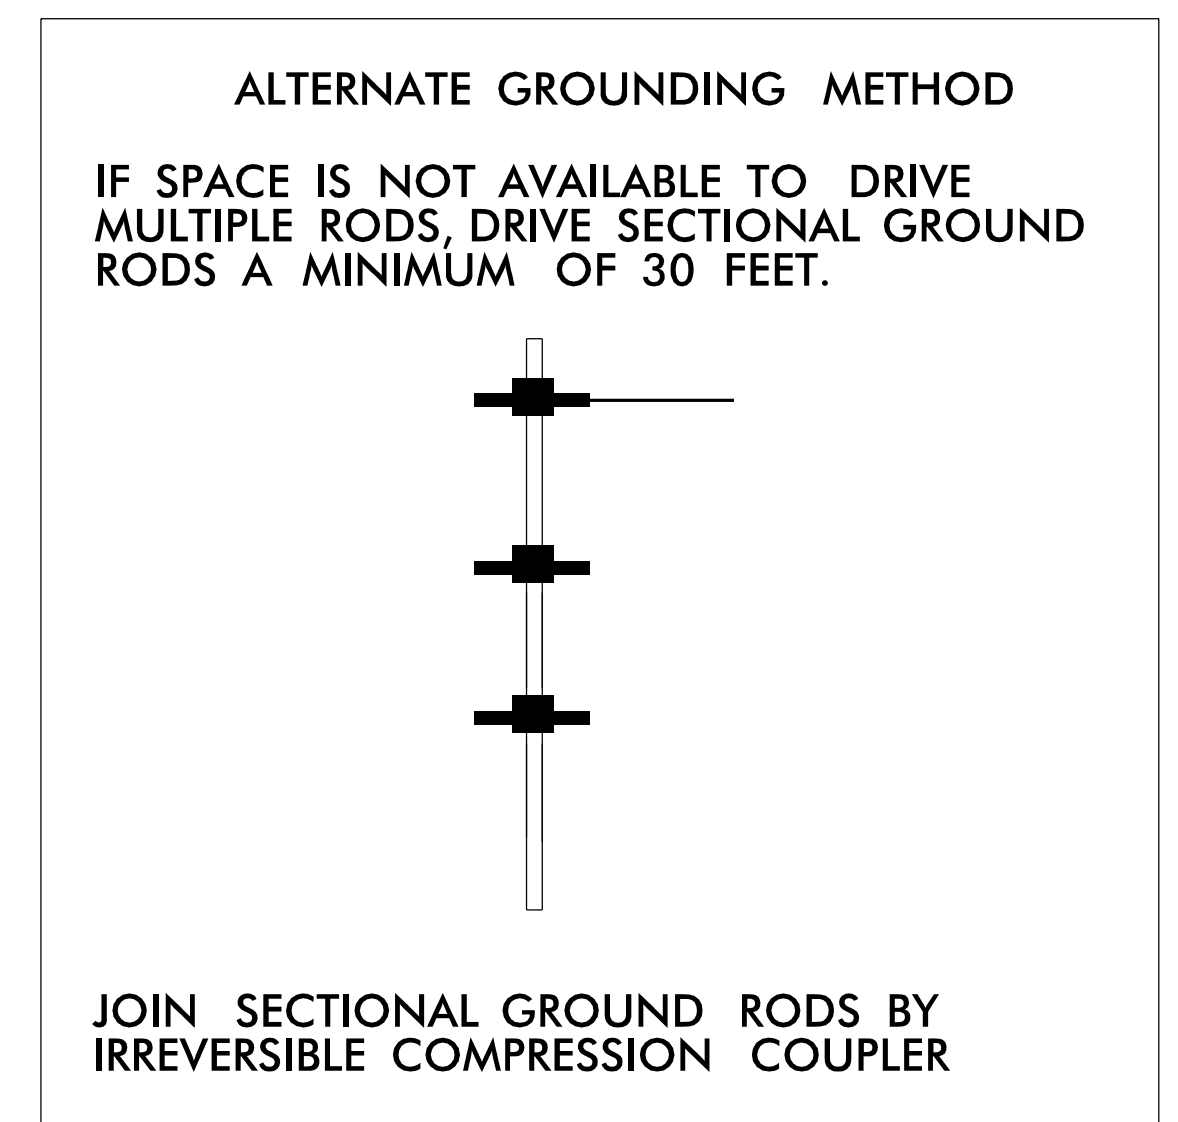 ALTERNATE GROUNDING METHOD
IF SPACE IS NOT AVAILABLE TO DRIVE
MULTIPLE RODS, DRIVE SECTIONAL GROUND
RODS A MINIMUM OF 30 FEET.
JOIN SECTIONAL GROUND RODS BY
IRREVERSIBLE COMPRESSION COUPLER